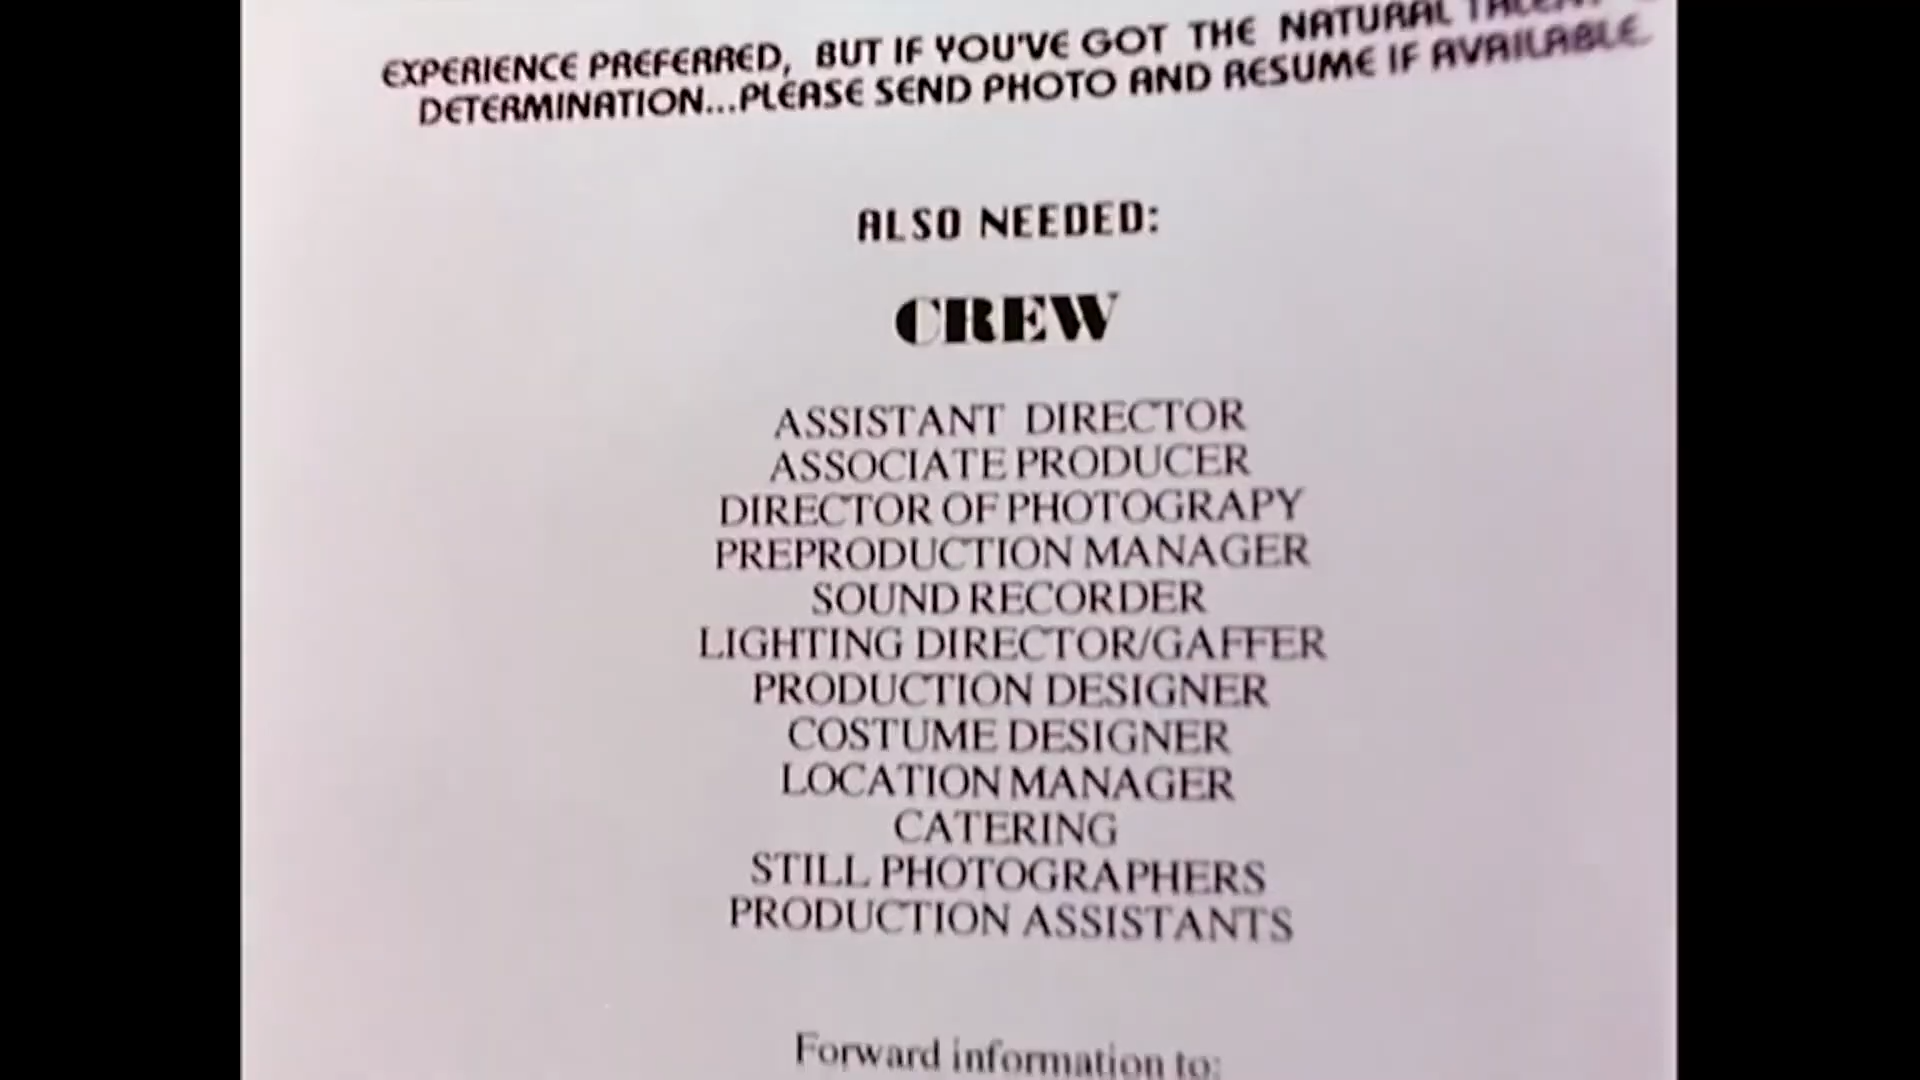 EXPERIENCE PREFERRED, BUT IF YOU'VE GOT THE NATURAL TALENT
DETERMINATION...PLEASE SEND PHOTO AND RESUME IF AVAILABLE.
ALSO NEEDED:
CREW
ASSISTANT DIRECTOR
ASSOCIATE PRODUCER
DIRECTOR OF PHOTOGRAPY
PREPRODUCTION MANAGER
SOUND RECORDER
LIGHTING DIRECTOR/GAFFER
PRODUCTION DESIGNER
COSTUME DESIGNER
LOCATION MANAGER
CATERING
STILL PHOTOGRAPHERS
PRODUCTION ASSISTANTS
Forward information to: